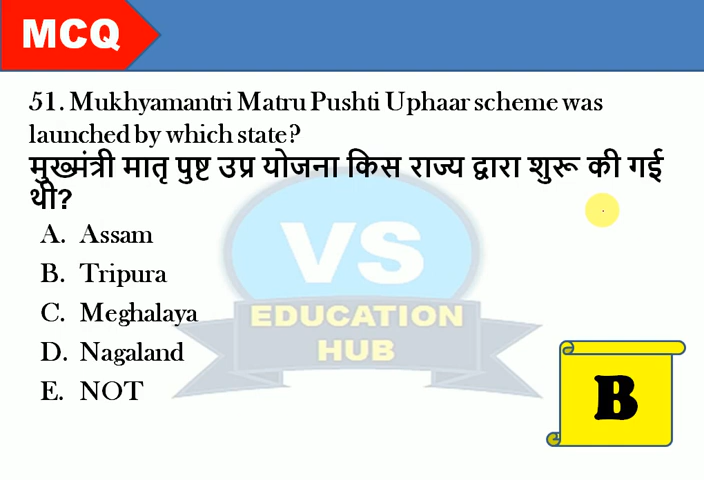 MCQ
51. Mukhyamantri Matru Pushti Uphaar scheme was
launched by which state?
मुख्मंत्री मातृ पुष्ट उप्र योजना किस राज्य द्वारा शुरू की गई
थी?
A. Assam
B. Tripura
C. Meghalaya
D. Nagaland
E. NOT
VS
EDUCATION
HUB
B